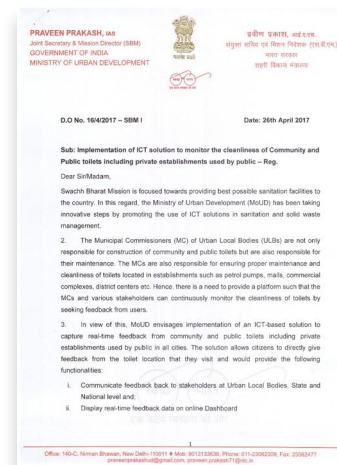 PRAVEEN PRAKASH, IAS
Joint Secretary & Mission Director (SBM)
GOVERNMENT OF INDIA
MINISTRY OF URBAN DEVELOPMENT
सत्यमेव जयते
प्रवीण प्रकाश, आई.ए.एस.
संयुक्त सचिव एवं मिशन निदेशक (एस.बी.एम)
भारत सरकार
शहरी विकास मंत्रालय
D.O No. 16/4/2017 – SBM I
Date: 26th April 2017
Sub: Implementation of ICT solution to monitor the cleanliness of Community and
Public toilets including private establishments used by public – Reg.
Dear Sir/Madam,
Swachh Bharat Mission is focused towards providing best possible sanitation facilities to
the country. In this regard, the Ministry of Urban Development (MoUD) has been taking
innovative steps by promoting the use of ICT solutions in sanitation and solid waste
management.
2. The Municipal Commissioners (MC) of Urban Local Bodies (ULBs) are not only
responsible for construction of community and public toilets but are also responsible for
their maintenance. The MCs are also responsible for ensuring proper maintenance and
cleanliness of toilets located in establishments such as petrol pumps, malls, commercial
complexes, district centers etc. Hence, there is a need to provide a platform such that the
MCs and various stakeholders can continuously monitor the cleanliness of toilets by
seeking feedback from users.
3. In view of this, MoUD envisages implementation of an ICT-based solution to
capture real-time feedback from community and public toilets including private
establishments used by public in all cities. The solution allows citizens to directly give
feedback from the toilet location that they visit and would provide the following
functionalities:
i. Communicate feedback back to stakeholders at Urban Local Bodies, State and
National level and;
ii. Display real-time feedback data on online Dashboard
एक कदम स्वच्छता की ओर
1
Office: 140-C, Nirman Bhawan, New Delhi-110011
Phone: 011-23062309, Fax: 23062477